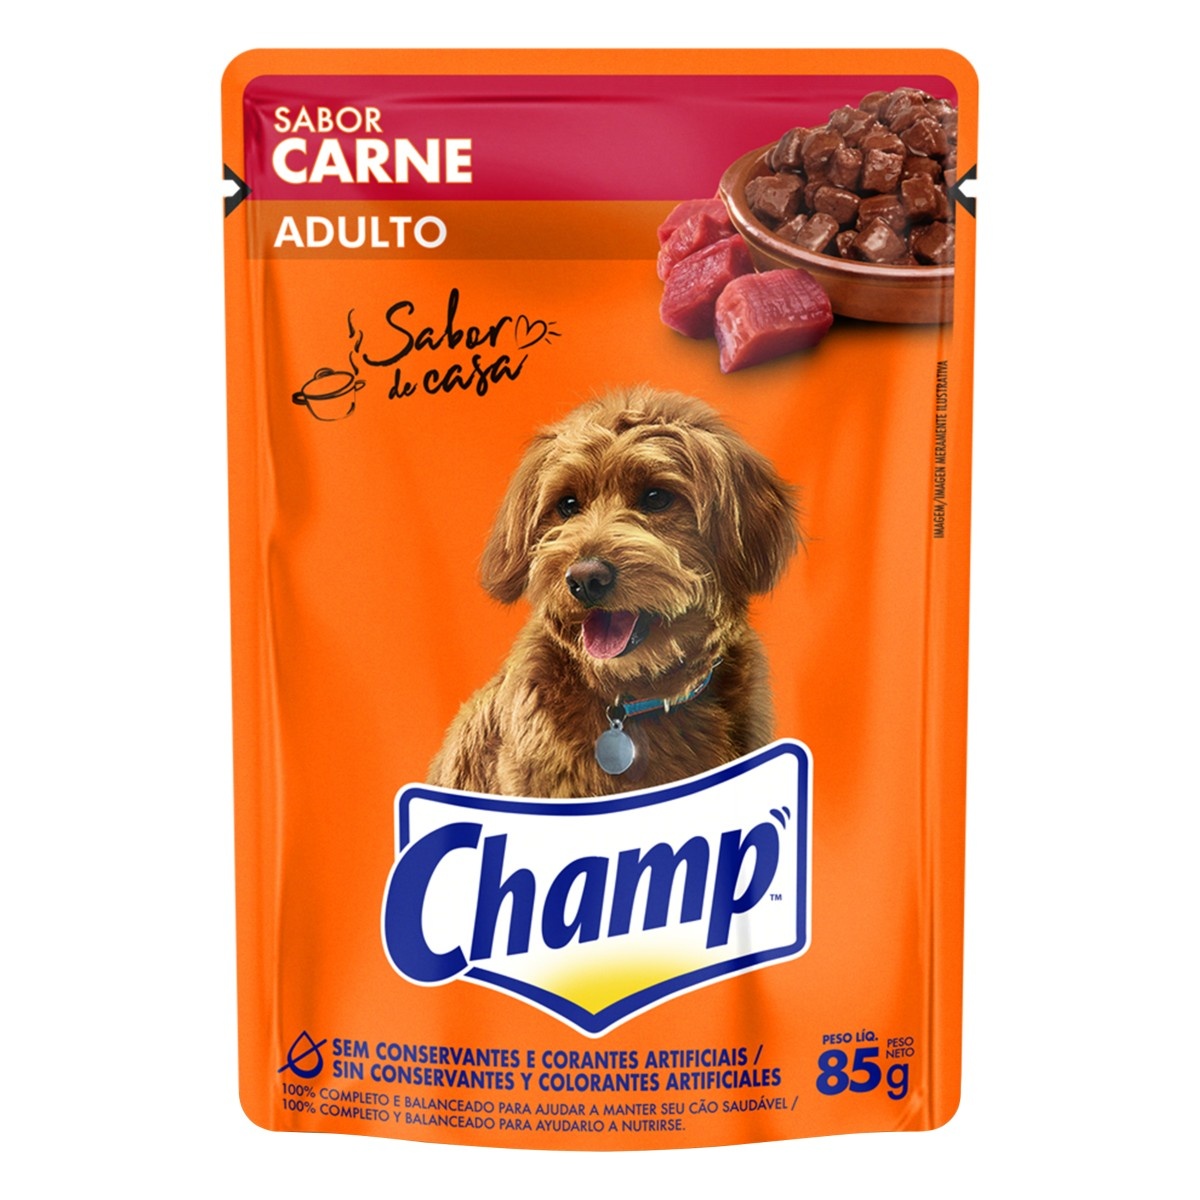 SABOR
CARNE
ADULTO
Sabor
de casa
IMAGEM/IMAGEN MERAMENTE ILUSTRATIVA
Champ
TM
SEM CONSERVANTES E CORANTES ARTIFICIAIS /
SIN CONSERVANTES Y COLORANTES ARTIFICIALES
100% COMPLETO E BALANCEADO PARA AJUDAR A MANTER SEU CÃO SAUDÁVEL /
100% COMPLETO Y BALANCEADO PARA AYUDARLO A NUTRIRSE.
PESO LÍQ.
PESO
NETO
85g